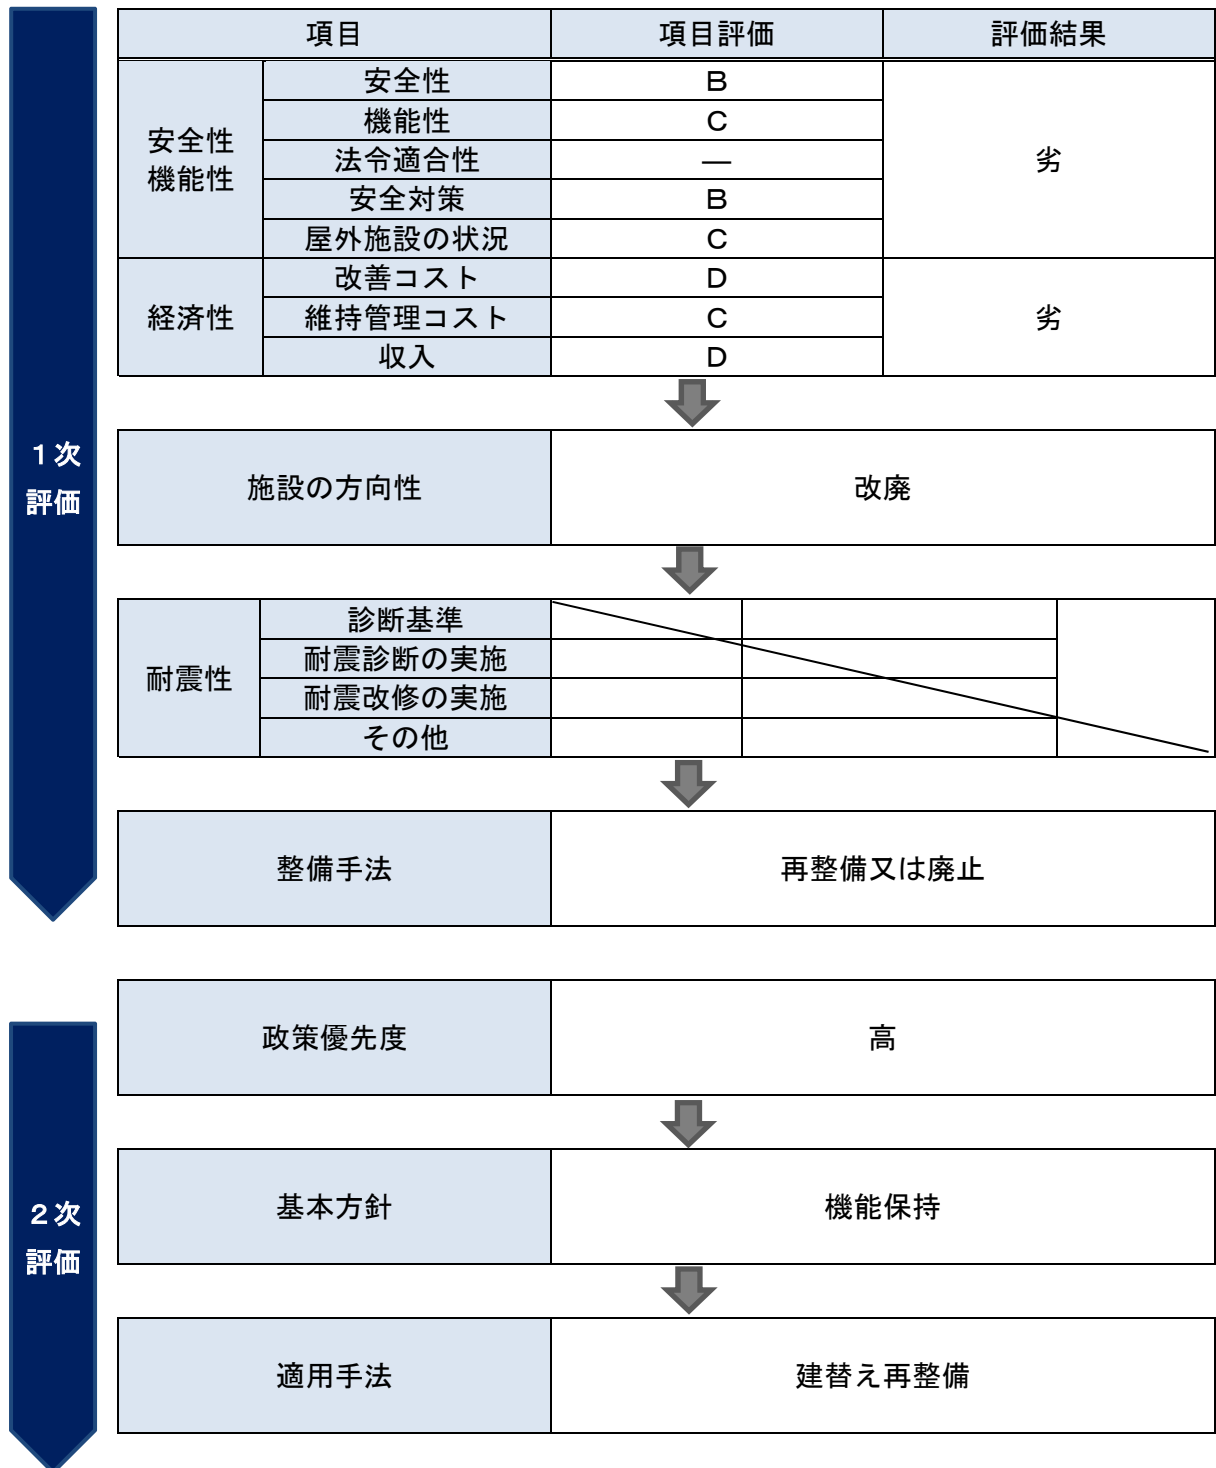 項目 項目評価 評価結果
安全性
機能性
安全性 B
機能性 C
法令適合性 ―
安全対策 B
屋外施設の状況 C
劣
経済性
改善コスト D
維持管理コスト C
収入 D
劣
1次
評価
施設の方向性 改廃
耐震性
診断基準
耐震診断の実施
耐震改修の実施
その他
整備手法 再整備又は廃止
政策優先度 高
2次
評価
基本方針 機能保持
適用手法 建替え再整備